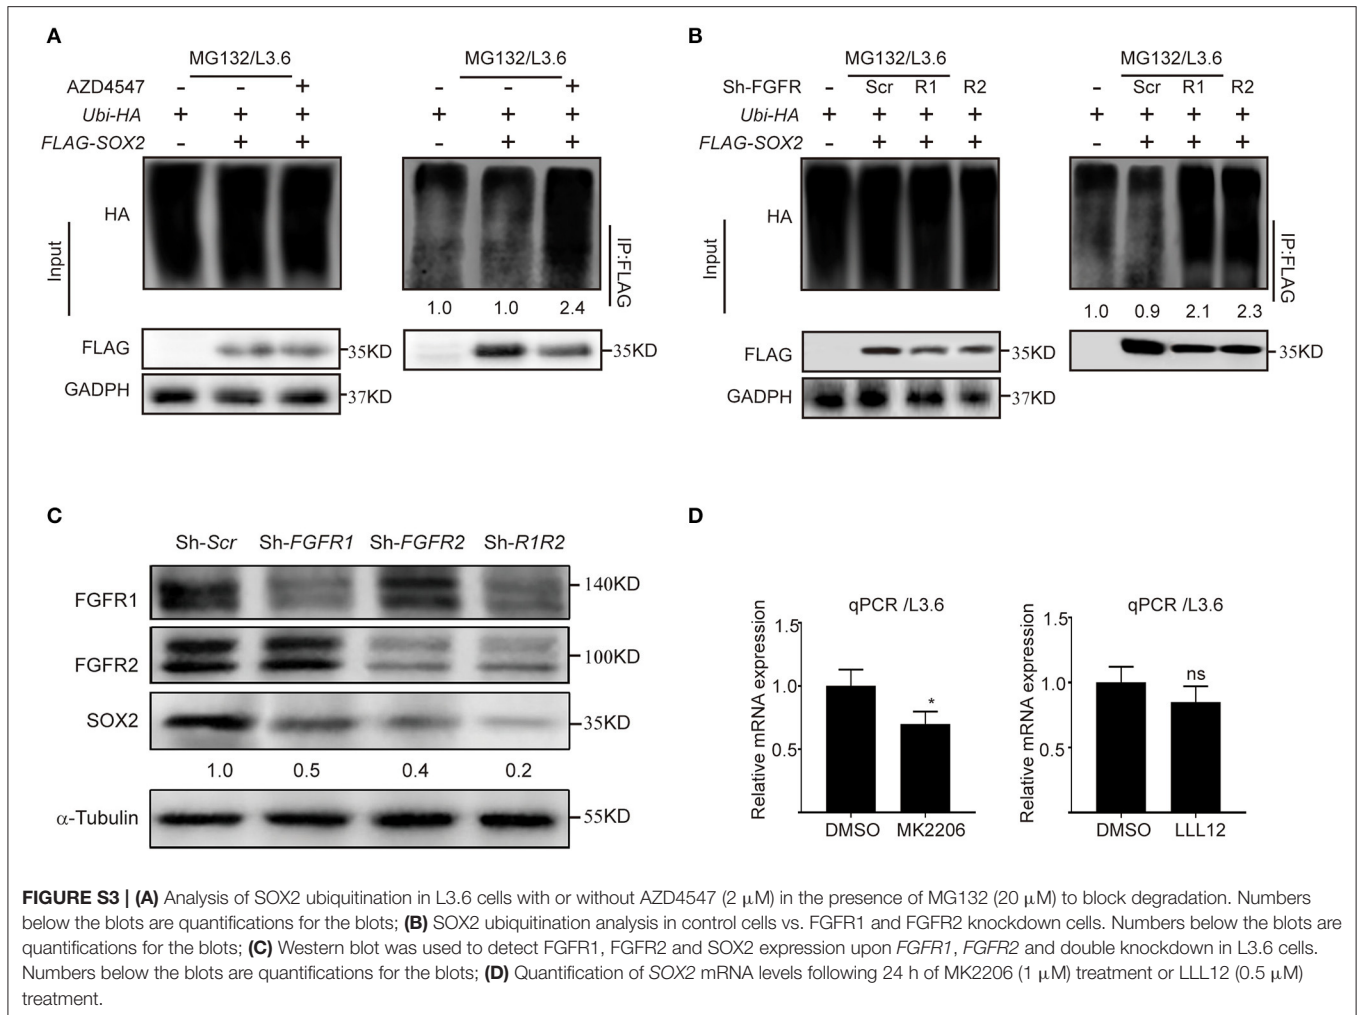 A
MG132/L3.6 MG132/L3.6
AZD4547 - - + - - +
Ubi-HA + + + + + +
FLAG-SOX2 - + + - + +
HA
Input
IP:FLAG
1.0 1.0 2.4
FLAG 35KD 35KD
GADPH 37KD
B
MG132/L3.6 MG132/L3.6
Sh-FGFR - Scr R1 R2 - Scr R1 R2
Ubi-HA + + + + + + + +
FLAG-SOX2 - + + + - + + +
HA
Input
IP:FLAG
1.0 0.9 2.1 2.3
FLAG 35KD 35KD
GADPH 37KD
C
Sh-Scr Sh-FGFR1 Sh-FGFR2 Sh-R1R2
FGFR1 140KD
FGFR2 100KD
SOX2 35KD
1.0 0.5 0.4 0.2
α-Tubulin 55KD
D
qPCR /L3.6
Relative mRNA expression
1.5
1.0
0.5
*
DMSO MK2206
qPCR /L3.6
Relative mRNA expression
1.5
1.0
0.5
ns
DMSO LLL12
FIGURE S3 | (A) Analysis of SOX2 ubiquitination in L3.6 cells with or without AZD4547 (2 μM) in the presence of MG132 (20 μM) to block degradation. Numbers
below the blots are quantifications for the blots; (B) SOX2 ubiquitination analysis in control cells vs. FGFR1 and FGFR2 knockdown cells. Numbers below the blots are
quantifications for the blots; (C) Western blot was used to detect FGFR1, FGFR2 and SOX2 expression upon FGFR1, FGFR2 and double knockdown in L3.6 cells.
Numbers below the blots are quantifications for the blots; (D) Quantification of SOX2 mRNA levels following 24 h of MK2206 (1 μM) treatment or LLL12 (0.5 μM)
treatment.